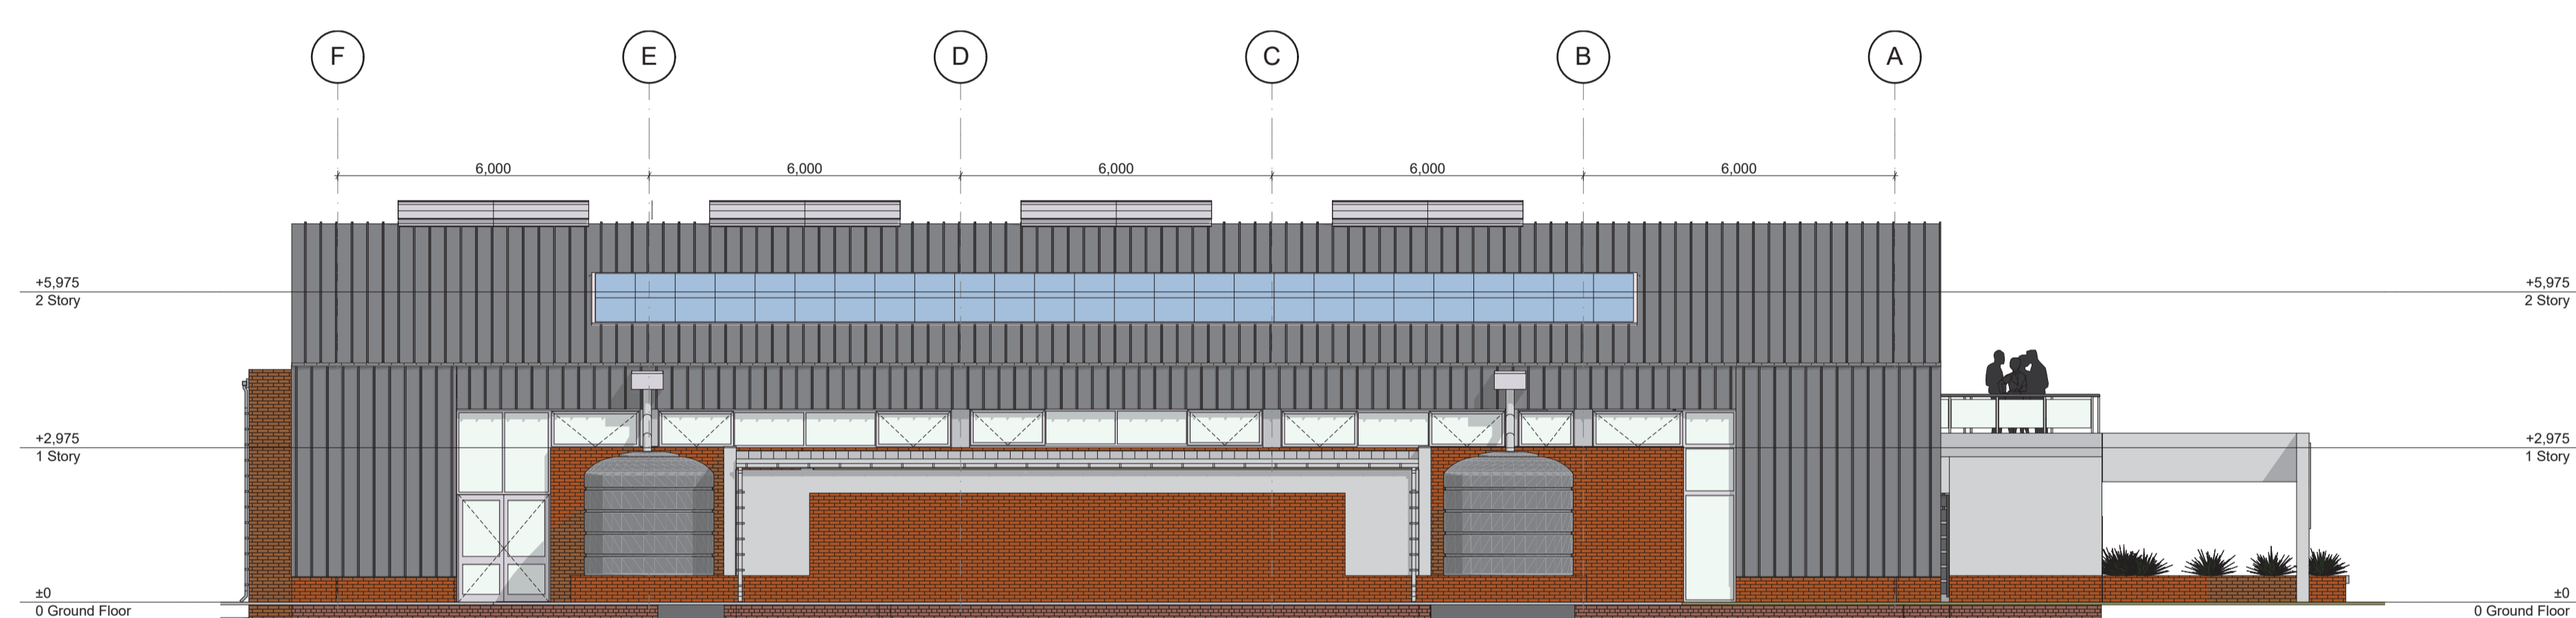 F E D C B A
6,000 6,000 6,000 6,000 6,000
+5,975 +5,975
2 Story 2 Story
+2,975 +2,975
1 Story 1 Story
±0 ±0
0 Ground Floor 0 Ground Floor